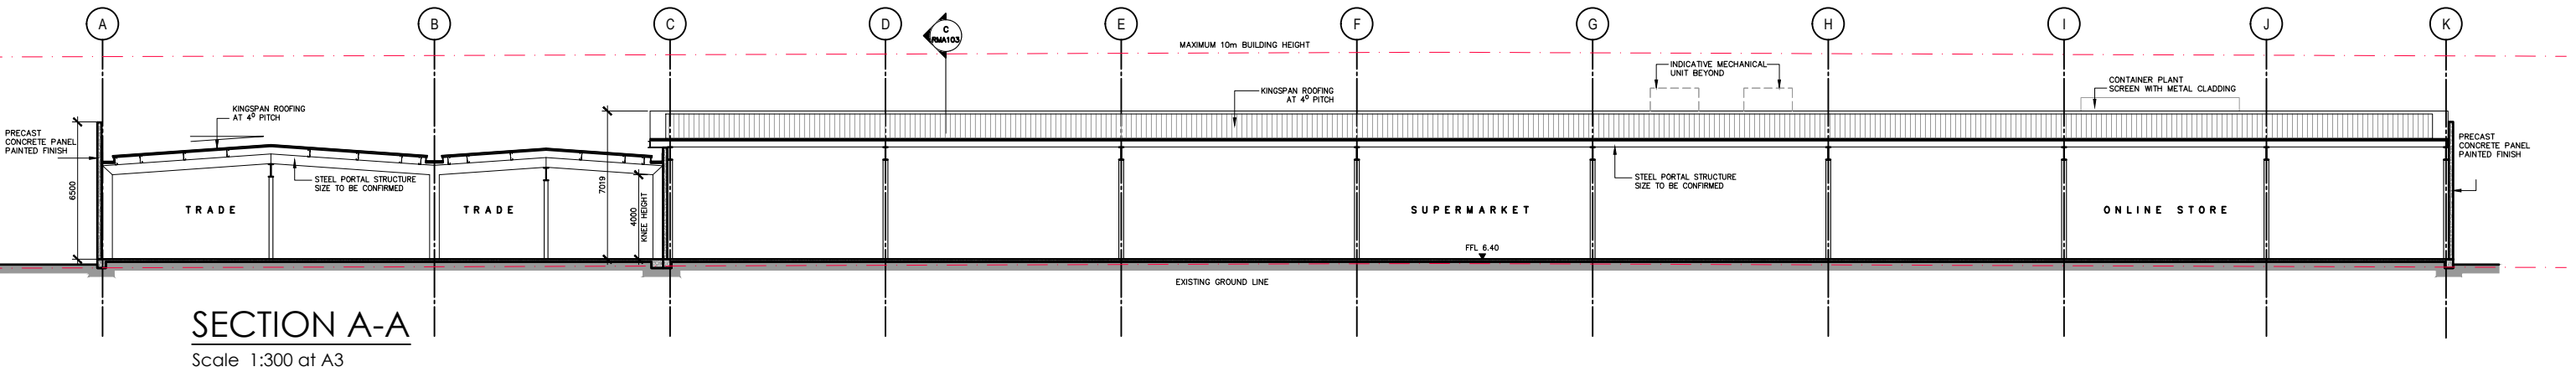 A B C D E F G H I J K
C
RMA103
MAXIMUM 10m BUILDING HEIGHT
INDICATIVE MECHANICAL
UNIT BEYOND
CONTAINER PLANT
SCREEN WITH METAL CLADDING
KINGSPAN ROOFING
AT 4⁰ PITCH
KINGSPAN ROOFING
AT 4⁰ PITCH
PRECAST
CONCRETE PANEL
PAINTED FINISH
PRECAST
CONCRETE PANEL
PAINTED FINISH
STEEL PORTAL STRUCTURE
SIZE TO BE CONFIRMED
STEEL PORTAL STRUCTURE
SIZE TO BE CONFIRMED
6500
7019
4000
KNEE HEIGHT
TRADE
TRADE
SUPERMARKET
ONLINE STORE
FFL 6.40
EXISTING GROUND LINE
SECTION A-A
Scale 1:300 at A3